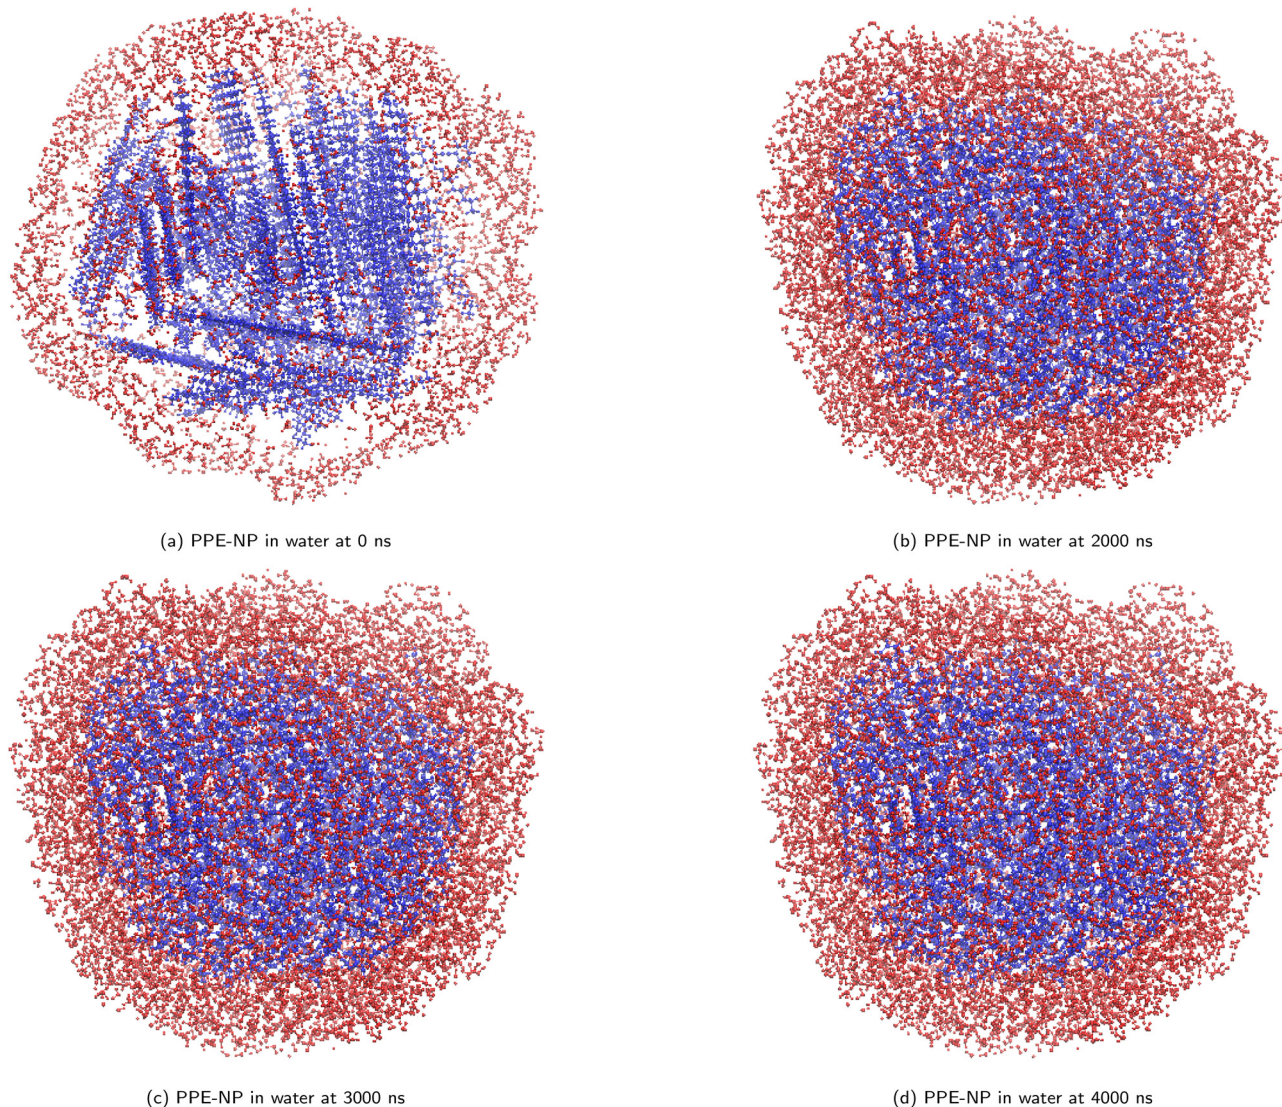 (a) PPE-NP in water at 0 ns
(b) PPE-NP in water at 2000 ns
(c) PPE-NP in water at 3000 ns
(d) PPE-NP in water at 4000 ns